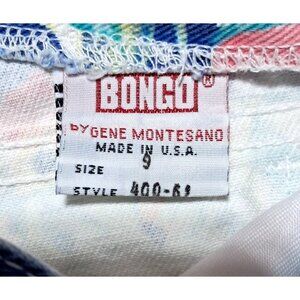 BONGO®
by GENE MONTESANO
MADE IN U.S.A.
SIZE 9
STYLE 400-61